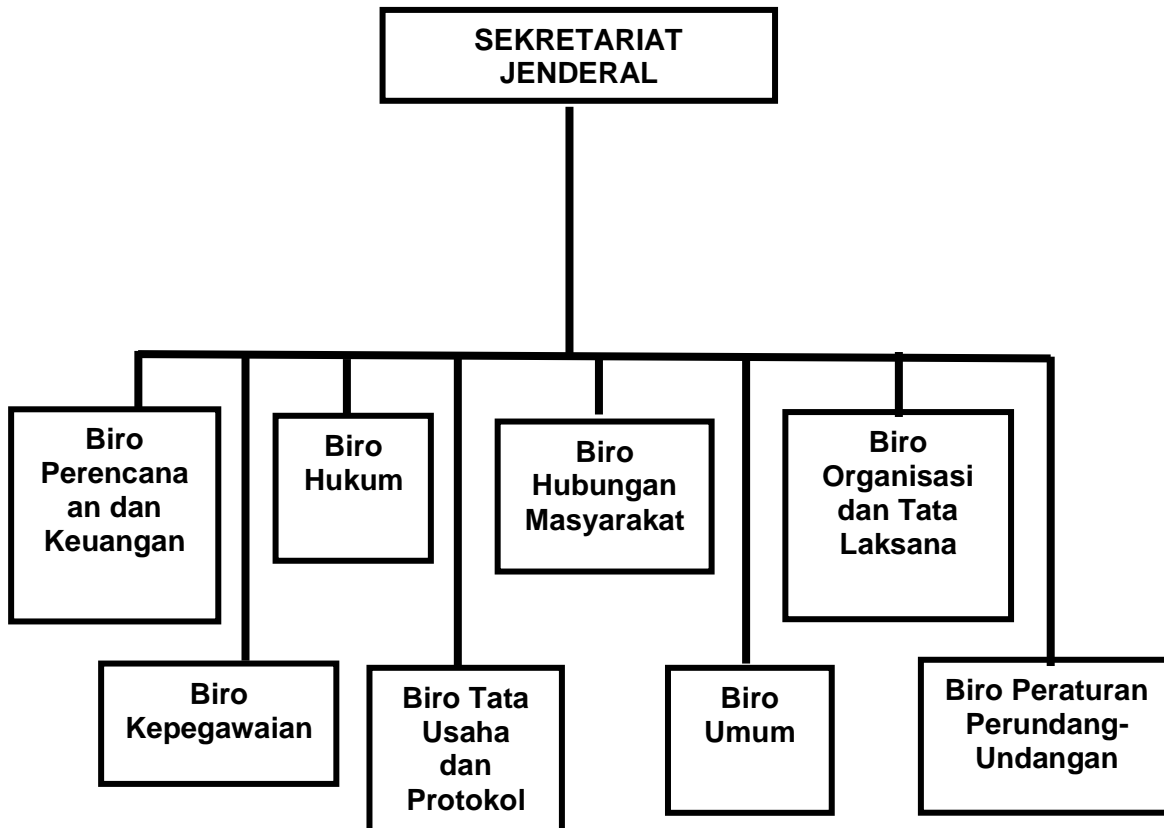 SEKRETARIAT
JENDERAL
Biro
Perencana
an dan
Keuangan
Biro
Hukum
Biro
Hubungan
Masyarakat
Biro
Organisasi
dan Tata
Laksana
Biro
Kepegawaian
Biro Tata
Usaha
dan
Protokol
Biro
Umum
Biro Peraturan
Perundang-
Undangan